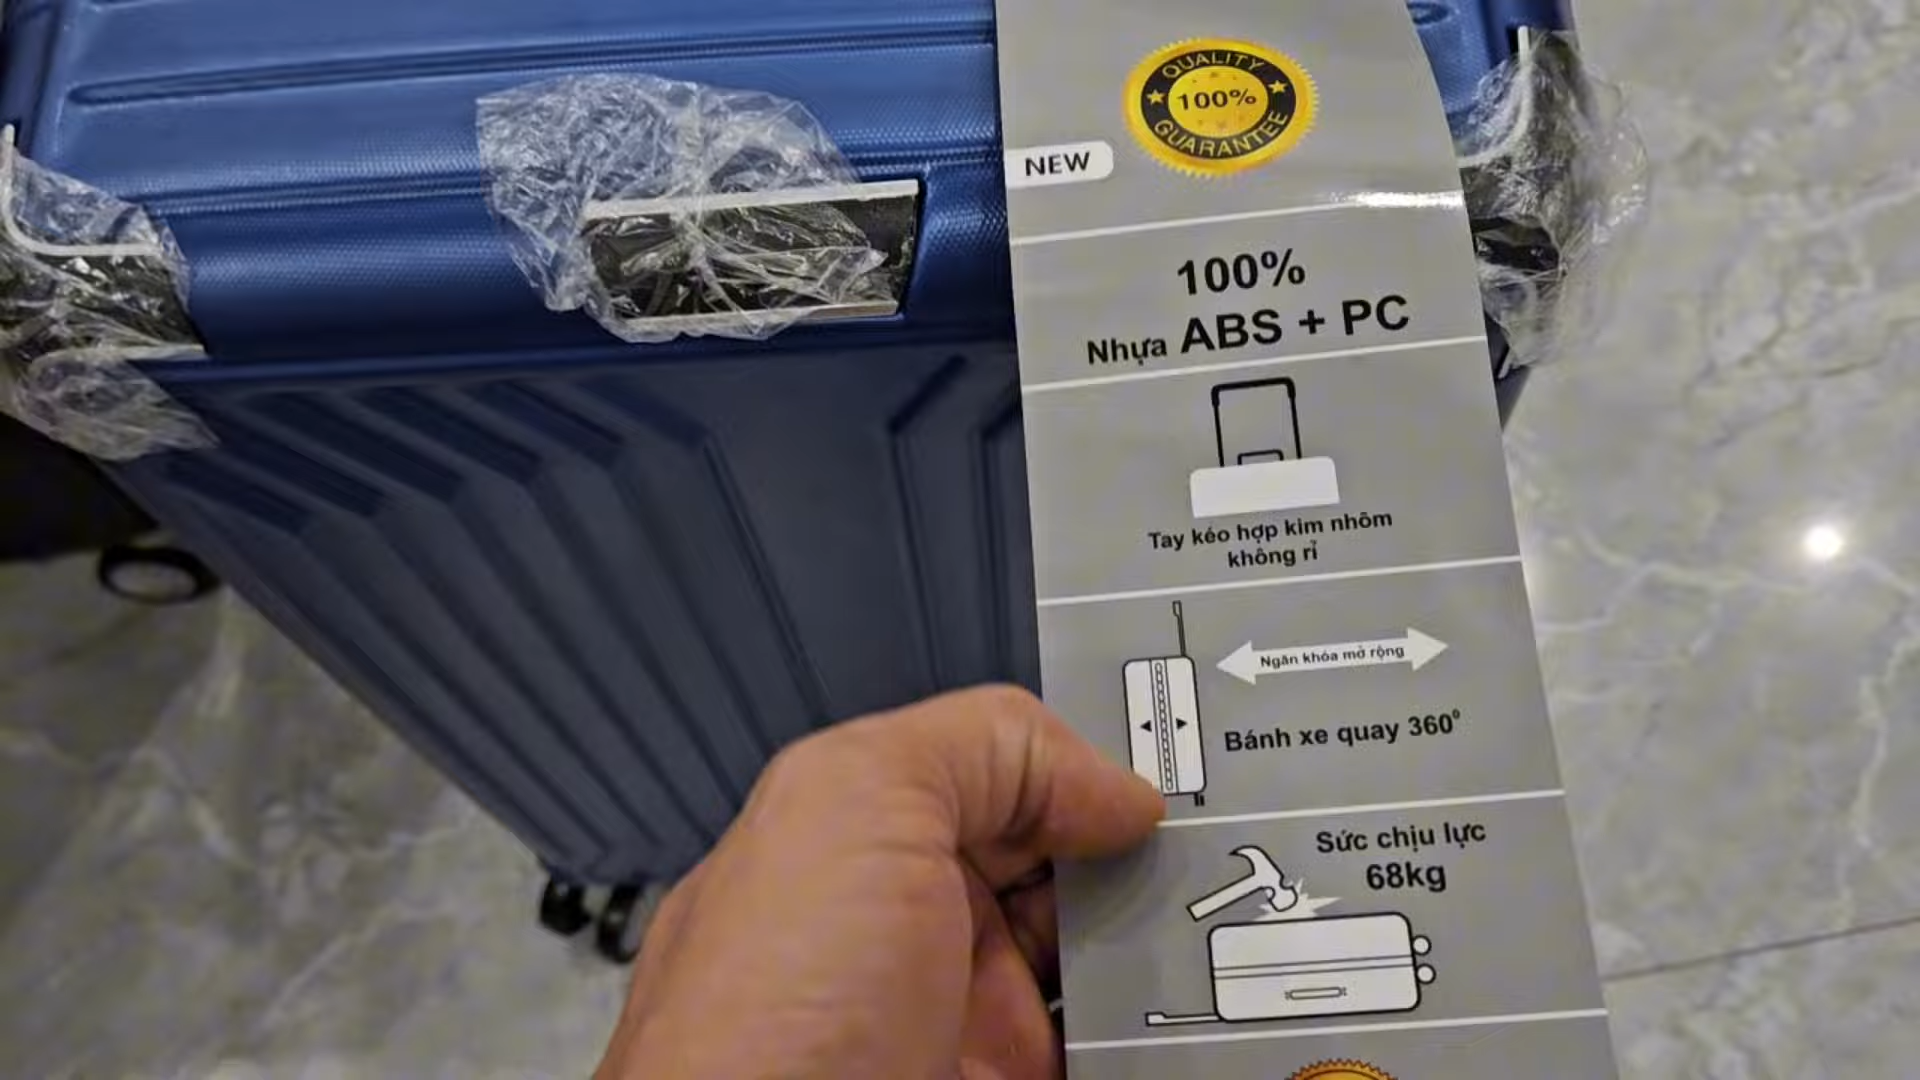 QUALITY
100%
GUARANTEE
NEW
100%
Nhựa ABS + PC
Tay kéo hợp kim nhôm
không rỉ
Ngăn khóa mở rộng
Bánh xe quay 360°
Sức chịu lực
68kg